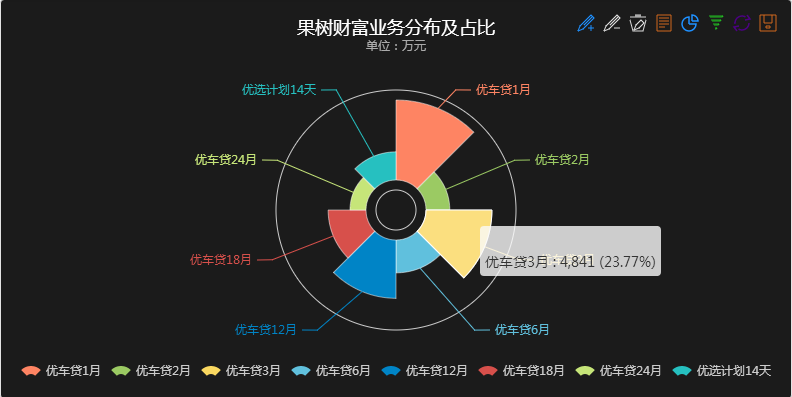 果树财富业务分布及占比
单位：万元
优选计划14天
优车贷1月
优车贷24月
优车贷2月
优车贷18月
优车贷3月 : 4,841 (23.77%)
优车贷12月
优车贷6月
优车贷1月 优车贷2月 优车贷3月 优车贷6月 优车贷12月 优车贷18月 优车贷24月 优选计划14天